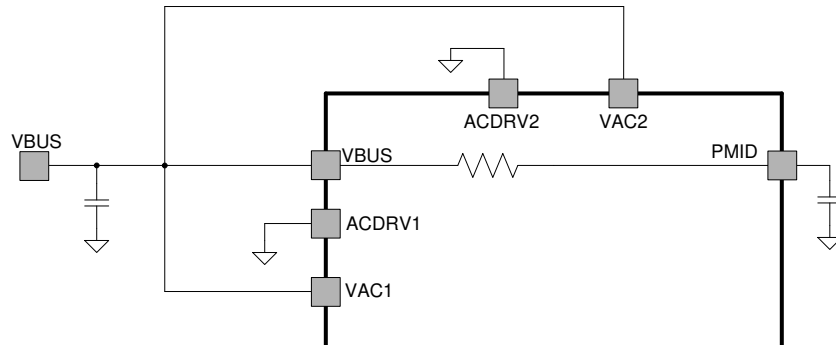 ACDRV2
VAC2
VBUS
VBUS
PMID
ACDRV1
VAC1